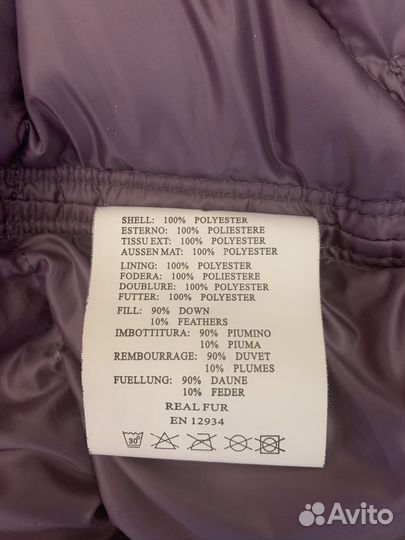 SHELL: 100% POLYESTER
ESTERNO: 100% POLIESTERE
TISSU EXT: 100% POLYESTER
AUSSEN MAT: 100% POLYESTER
LINING: 100% POLYESTER
FODERA: 100% POLIESTERE
DOUBLURE: 100% POLYESTER
FUTTER: 100% POLYESTER
FILL: 90% DOWN
10% FEATHERS
IMBOTTITURA: 90% PIUMINO
10% PIUMA
REMBOURRAGE: 90% DUVET
10% PLUMES
FUELLUNG: 90% DAUNE
10% FEDER
REAL FUR
EN 12934
30°
Avito